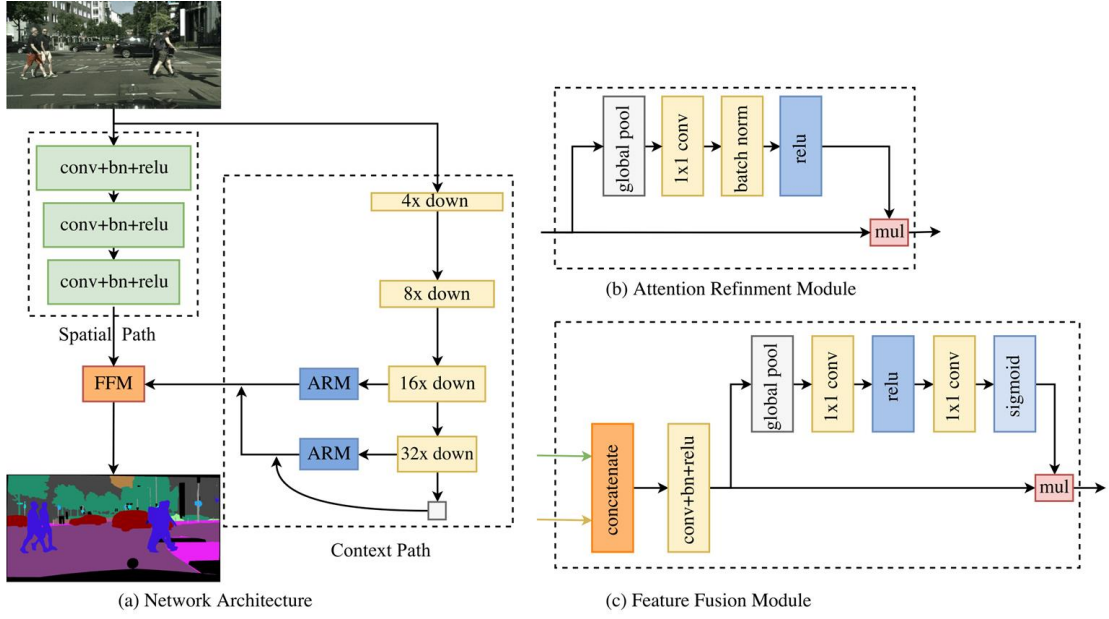 conv+bn+relu
conv+bn+relu
conv+bn+relu
Spatial Path
FFM
4x down
8x down
ARM
16x down
ARM
32x down
Context Path
(a) Network Architecture
global pool
1x1 conv
batch norm
relu
mul
(b) Attention Refinment Module
concatenate
conv+bn+relu
global pool
1x1 conv
relu
1x1 conv
sigmoid
mul
(c) Feature Fusion Module